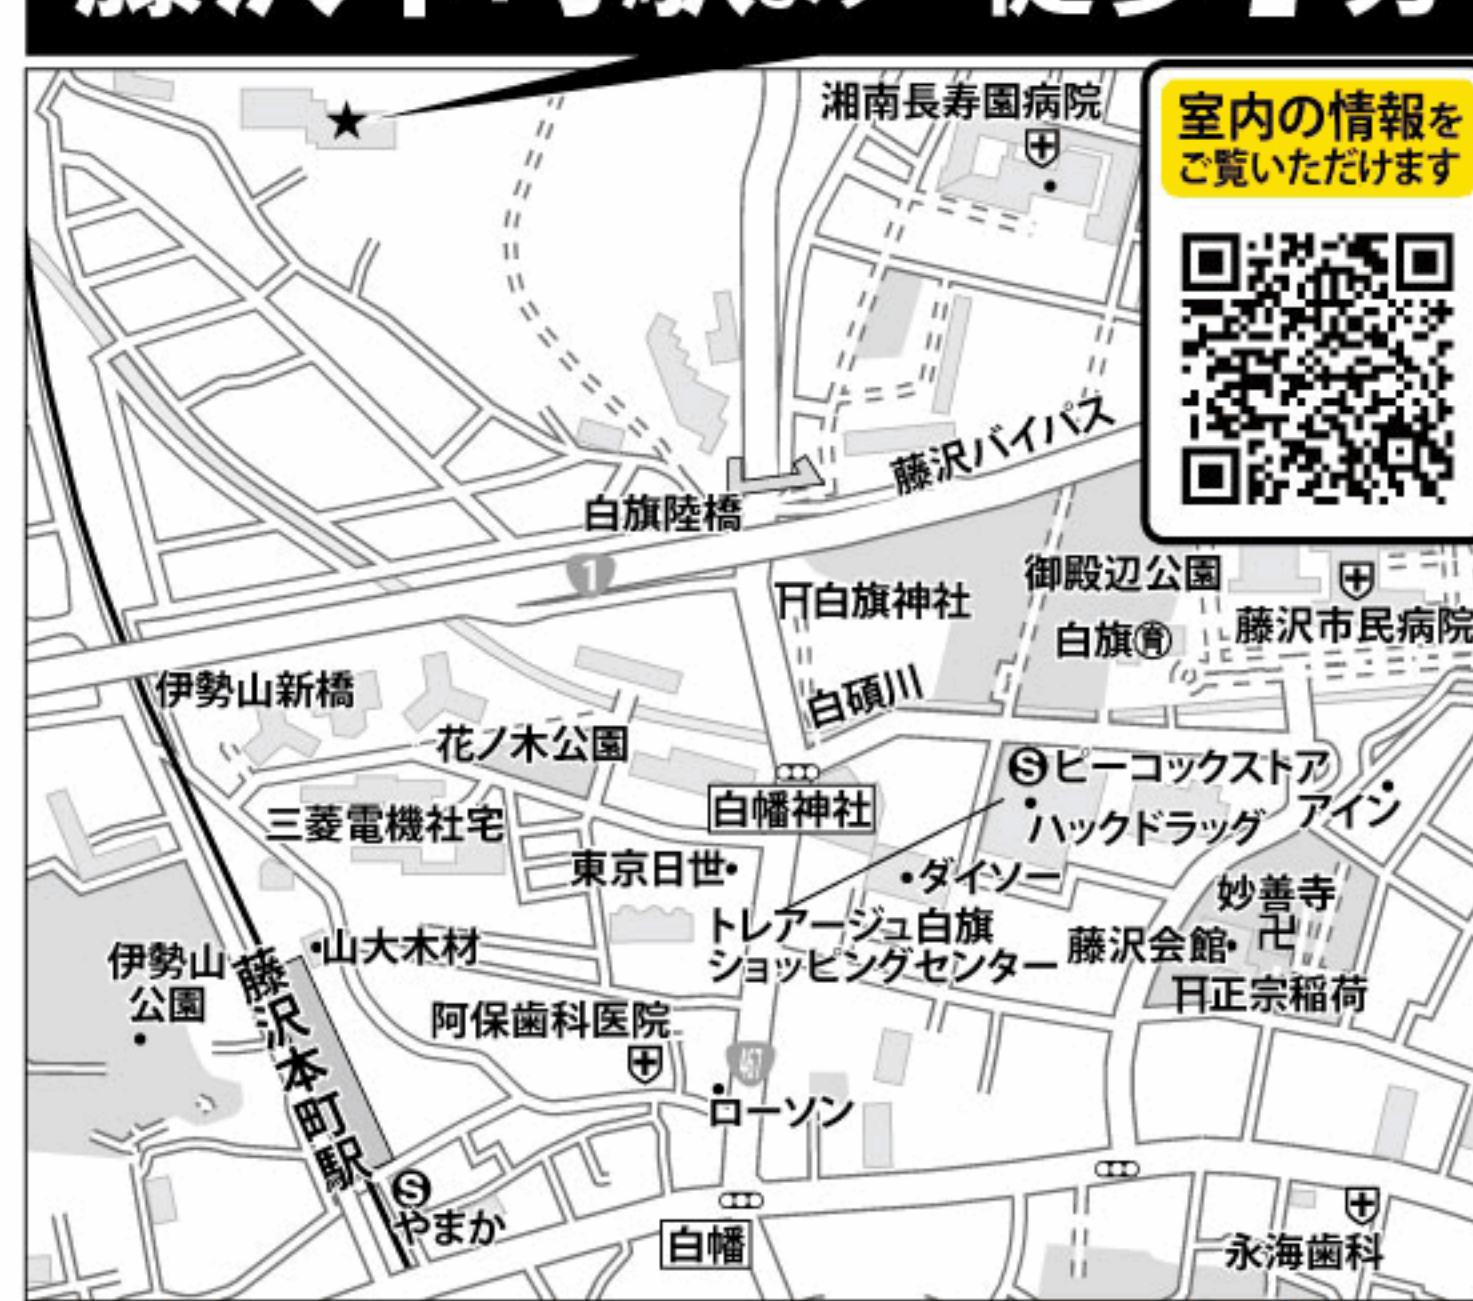 湘南長寿園病院
室内の情報を
ご覧いただけます
藤沢バイパス
白旗陸橋
1
白旗神社
御殿辺公園
白旗育
藤沢市民病院
伊勢山新橋
白碩川
花ノ木公園
Sピーコックストア
白幡神社
ハックドラッグ
アイン
三菱電機社宅
東京日世
ダイソー
妙善寺
トレアージュ白旗
ショッピングセンター
藤沢会館
卍
正宗稲荷
山大木材
伊勢山
公園
藤沢本町駅
阿保歯科医院
467
ローソン
S
やまか
白幡
永海歯科